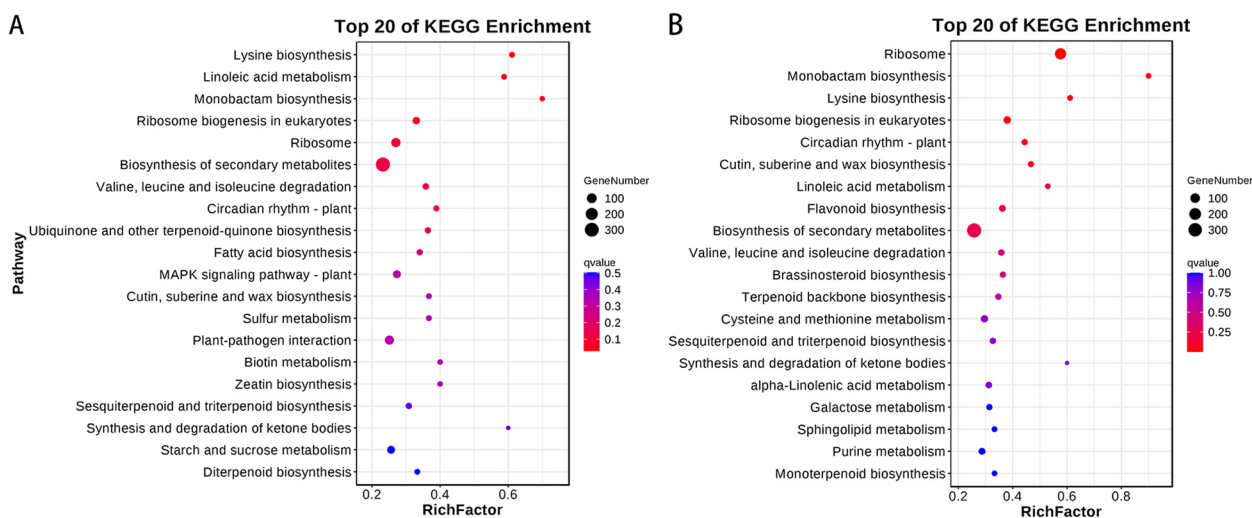 A
Top 20 of KEGG Enrichment
Pathway
Lysine biosynthesis
Linoleic acid metabolism
Monobactam biosynthesis
Ribosome biogenesis in eukaryotes
Ribosome
Biosynthesis of secondary metabolites
Valine, leucine and isoleucine degradation
Circadian rhythm - plant
Ubiquinone and other terpenoid-quinone biosynthesis
Fatty acid biosynthesis
MAPK signaling pathway - plant
Cutin, suberine and wax biosynthesis
Sulfur metabolism
Plant-pathogen interaction
Biotin metabolism
Zeatin biosynthesis
Sesquiterpenoid and triterpenoid biosynthesis
Synthesis and degradation of ketone bodies
Starch and sucrose metabolism
Diterpenoid biosynthesis
0.2 0.4 0.6
RichFactor
GeneNumber
100
200
300
qvalue
0.5
0.4
0.3
0.2
0.1
B
Top 20 of KEGG Enrichment
Ribosome
Monobactam biosynthesis
Lysine biosynthesis
Ribosome biogenesis in eukaryotes
Circadian rhythm - plant
Cutin, suberine and wax biosynthesis
Linoleic acid metabolism
Flavonoid biosynthesis
Biosynthesis of secondary metabolites
Valine, leucine and isoleucine degradation
Brassinosteroid biosynthesis
Terpenoid backbone biosynthesis
Cysteine and methionine metabolism
Sesquiterpenoid and triterpenoid biosynthesis
Synthesis and degradation of ketone bodies
alpha-Linolenic acid metabolism
Galactose metabolism
Sphingolipid metabolism
Purine metabolism
Monoterpenoid biosynthesis
0.2 0.4 0.6 0.8
RichFactor
GeneNumber
100
200
300
qvalue
1.00
0.75
0.50
0.25